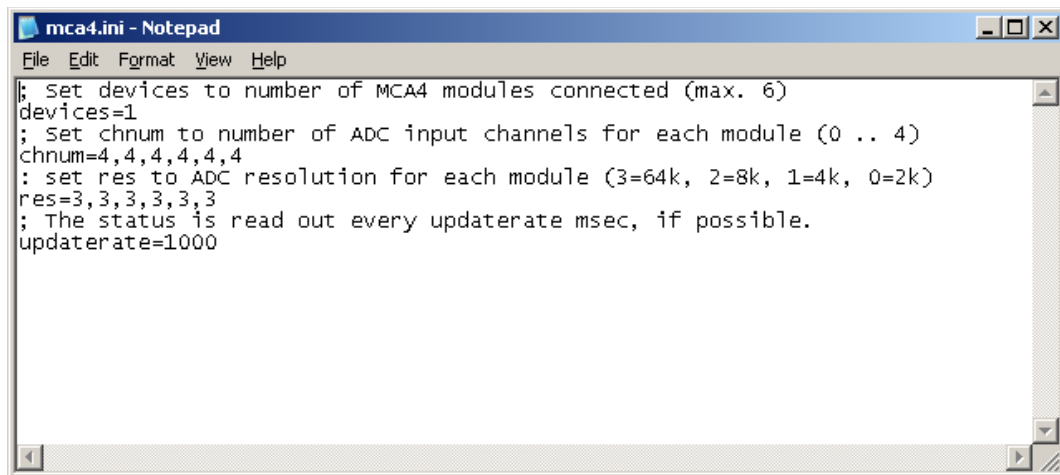 mca4.ini - Notepad
File Edit Format View Help
; Set devices to number of MCA4 modules connected (max. 6)
devices=1
; Set chnum to number of ADC input channels for each module (0 .. 4)
chnum=4,4,4,4,4,4
: set res to ADC resolution for each module (3=64k, 2=8k, 1=4k, 0=2k)
res=3,3,3,3,3,3
; The status is read out every updaterate msec, if possible.
updaterate=1000